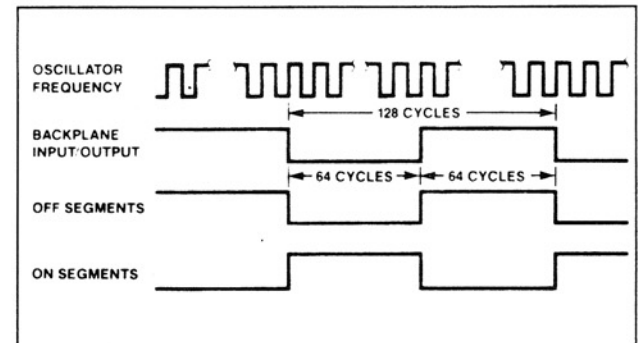 OSCILLATOR
FREQUENCY
128 CYCLES
BACKPLANE
INPUT/OUTPUT
64 CYCLES
64 CYCLES
OFF SEGMENTS
ON SEGMENTS